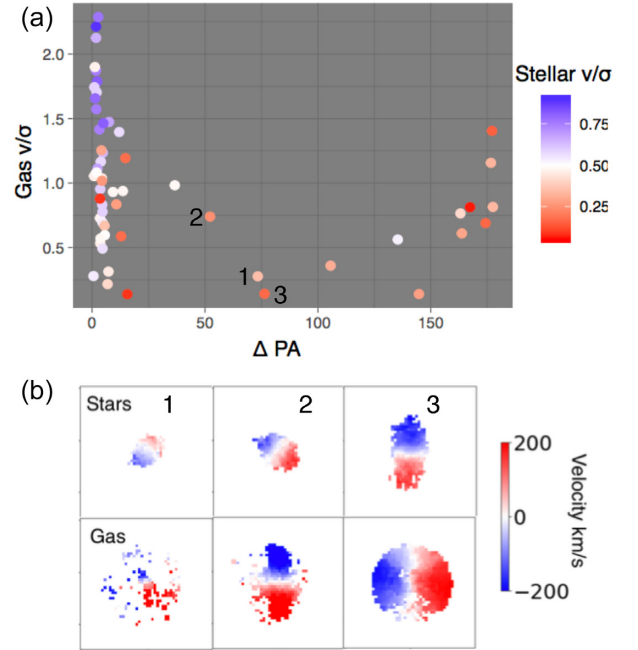 (a)
2.0
1.5
1.0
0.5
Gas v/σ
0
50
100
150
Δ PA
2
1
3
Stellar v/σ
0.75
0.50
0.25
(b)
Stars
1
2
3
Gas
200
0
−200
Velocity km/s